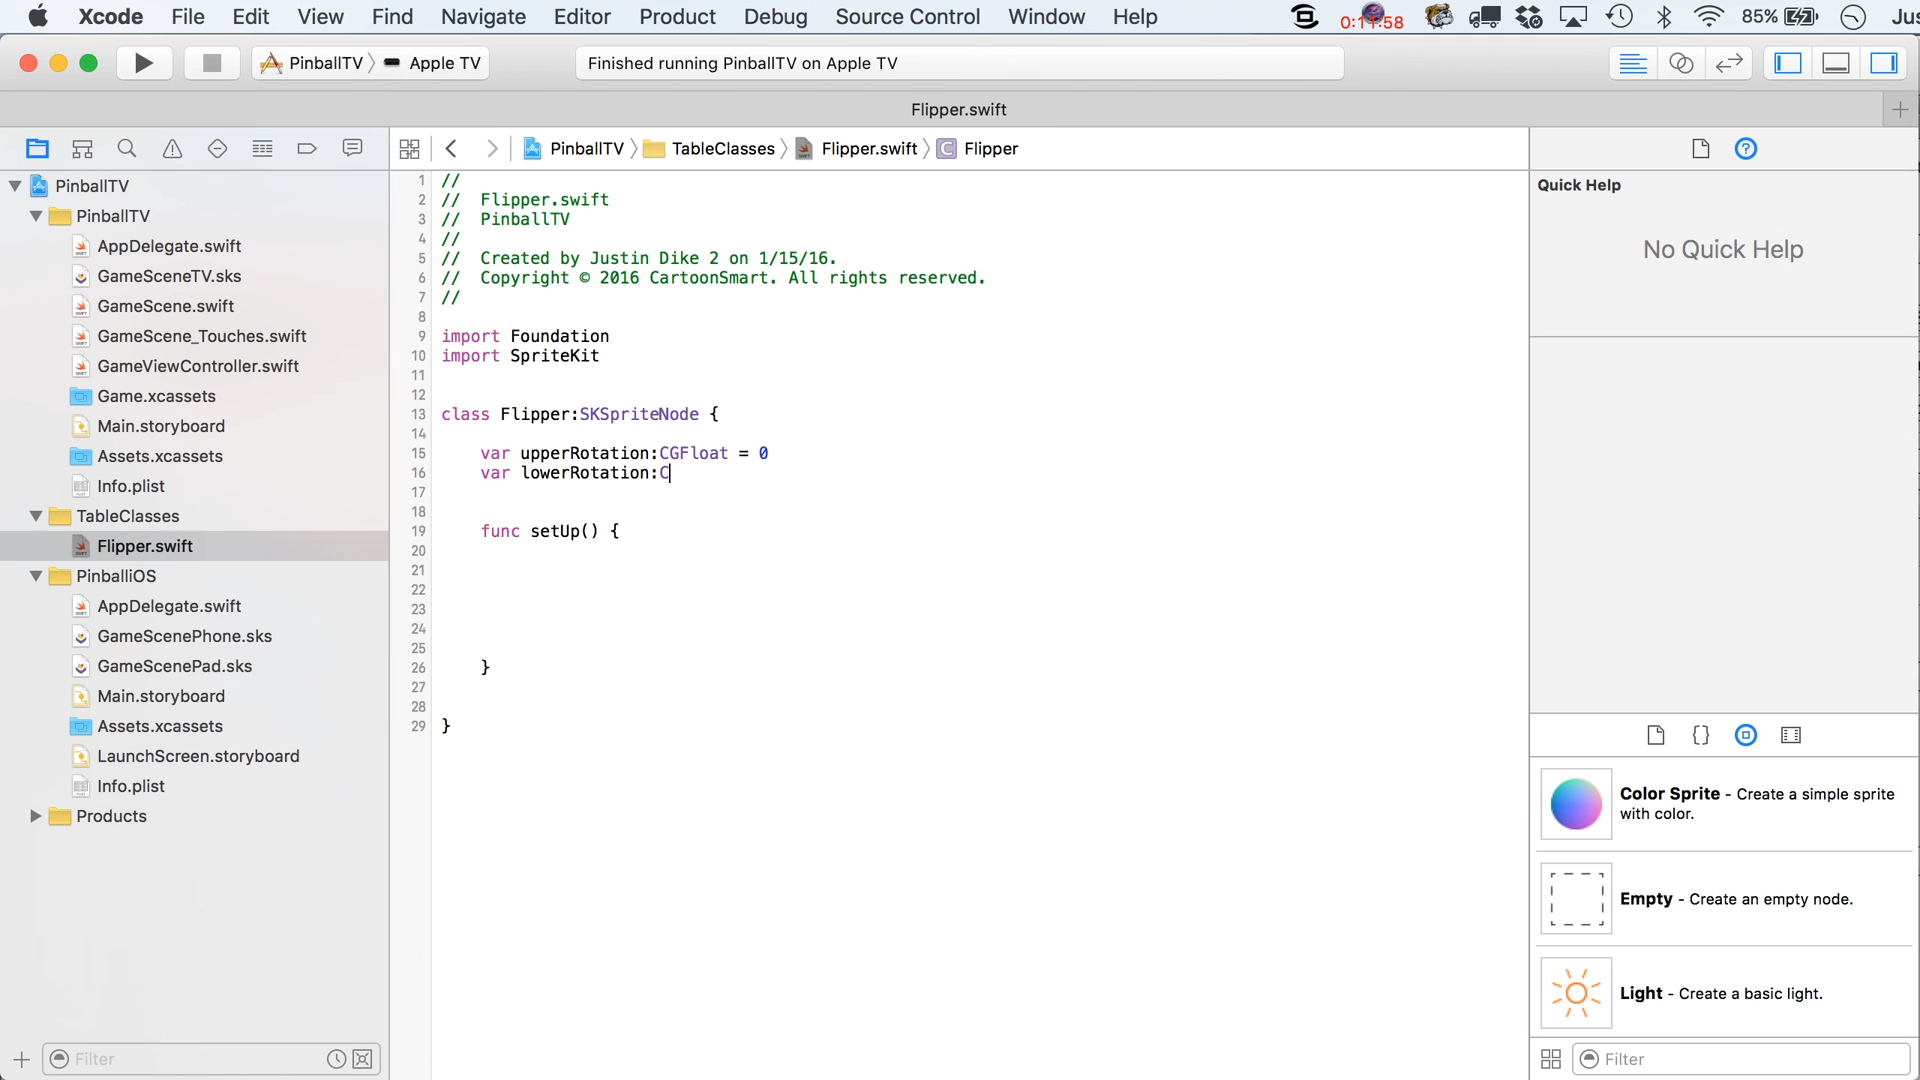 Xcode File Edit View Find Navigate Editor Product Debug Source Control Window Help 0:11:58 85% Jus
PinballTV Apple TV Finished running PinballTV on Apple TV
Flipper.swift
PinballTV TableClasses Flipper.swift C Flipper
PinballTV
PinballTV
AppDelegate.swift
GameSceneTV.sks
GameScene.swift
GameScene_Touches.swift
GameViewController.swift
Game.xcassets
Main.storyboard
Assets.xcassets
Info.plist
TableClasses
Flipper.swift
PinballiOS
AppDelegate.swift
GameScenePhone.sks
GameScenePad.sks
Main.storyboard
Assets.xcassets
LaunchScreen.storyboard
Info.plist
Products
Filter
1 //
2 // Flipper.swift
3 // PinballTV
4 //
5 // Created by Justin Dike 2 on 1/15/16.
6 // Copyright © 2016 CartoonSmart. All rights reserved.
7 //
8
9 import Foundation
10 import SpriteKit
11
12
13 class Flipper:SKSpriteNode {
14
15 var upperRotation:CGFloat = 0
16 var lowerRotation:C
17
18
19 func setUp() {
20
21
22
23
24
25
26 }
27
28
29 }
Quick Help
No Quick Help
{}
Color Sprite - Create a simple sprite
with color.
Empty - Create an empty node.
Light - Create a basic light.
Filter